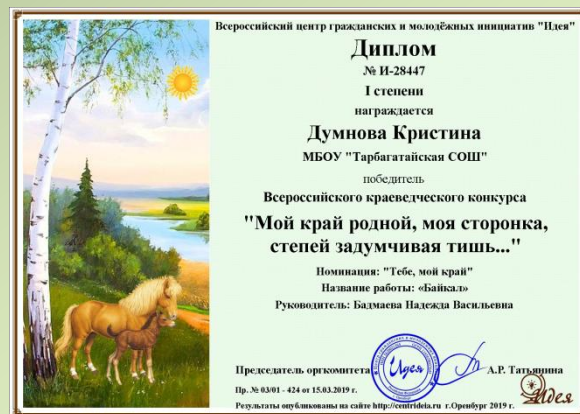 Всероссийский центр гражданских и молодёжных инициатив "Идея"
Диплом
№ И-28447
I степени
награждается
Думнова Кристина
МБОУ "Тарбагатайская СОШ"
победитель
Всероссийского краеведческого конкурса
"Мой край родной, моя сторонка,
степей задумчивая тишь..."
Номинация: "Тебе, мой край"
Название работы: «Байкал»
Руководитель: Бадмаева Надежда Васильевна
Идея
Председатель оргкомитета А.Р. Татьянина
Пр. № 03/01 - 424 от 15.03.2019 г.
Идея
Результаты опубликованы на сайте http://centrideia.ru г.Оренбург 2019 г.